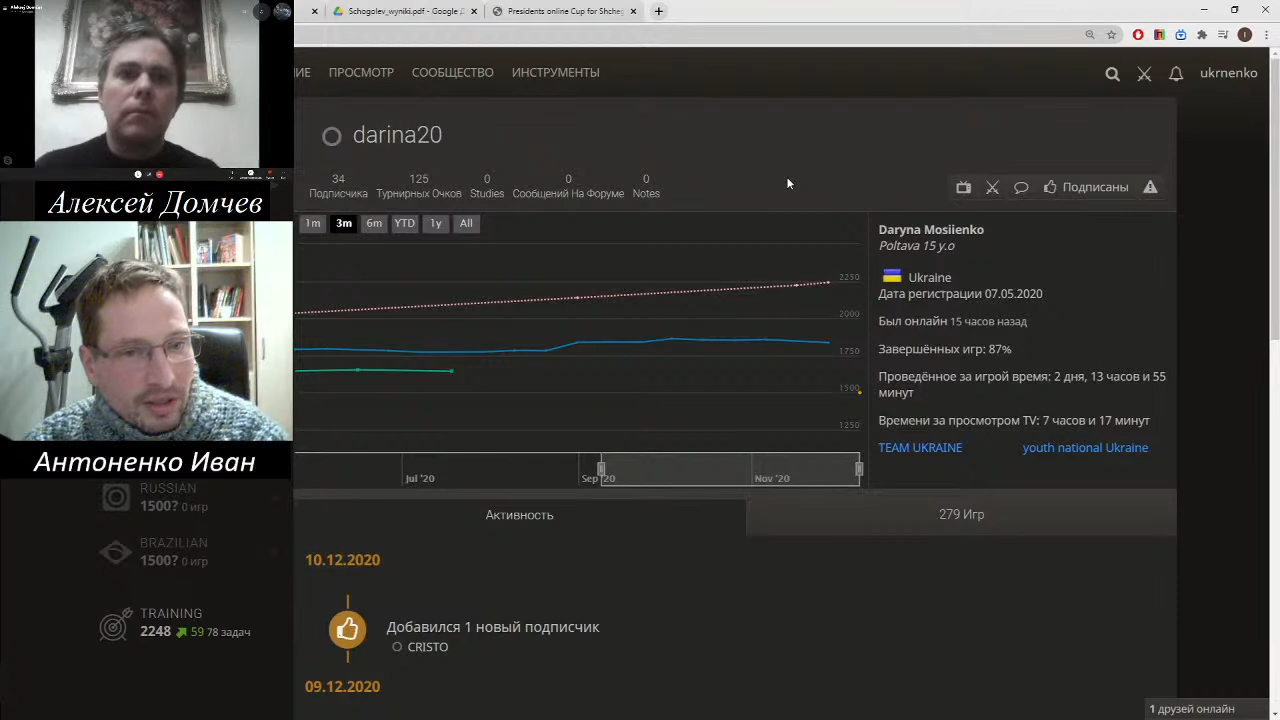 Schogolev_wyniki.pdf - Google Д
Presidents online Cup for Shcheg
НИЕ
ПРОСМОТР
СООБЩЕСТВО
ИНСТРУМЕНТЫ
ukrnenko
darina20
34
125
0
0
0
Подписчика
Турнирных Очков
Studies
Сообщений На Форуме
Notes
Подписаны
1m
3m
6m
YTD
1y
All
2250
2000
1750
1500
1250
Jul '20
Sep '20
Nov '20
Daryna Mosiienko
Poltava 15 y.o
Ukraine
Дата регистрации 07.05.2020
Был онлайн 15 часов назад
Завершённых игр: 87%
Проведённое за игрой время: 2 дня, 13 часов и 55
минут
Времени за просмотром TV: 7 часов и 17 минут
TEAM UKRAINE
youth national Ukraine
Алексей Домчев
Антоненко Иван
RUSSIAN
1500? 0 игр
BRAZILIAN
1500? 0 игр
TRAINING
2248 59 78 задач
Активность
279 Игр
10.12.2020
Добавился 1 новый подписчик
CRISTO
09.12.2020
1 друзей онлайн